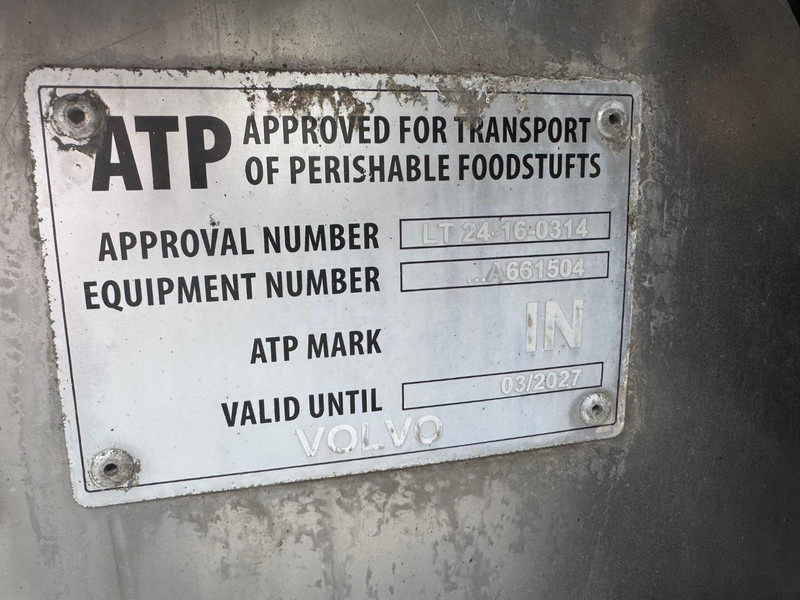 ATP APPROVED FOR TRANSPORT
OF PERISHABLE FOODSTUFTS
APPROVAL NUMBER LT 24-16-0314
EQUIPMENT NUMBER ...A661504
ATP MARK IN
VALID UNTIL 03/2027
VOLVO